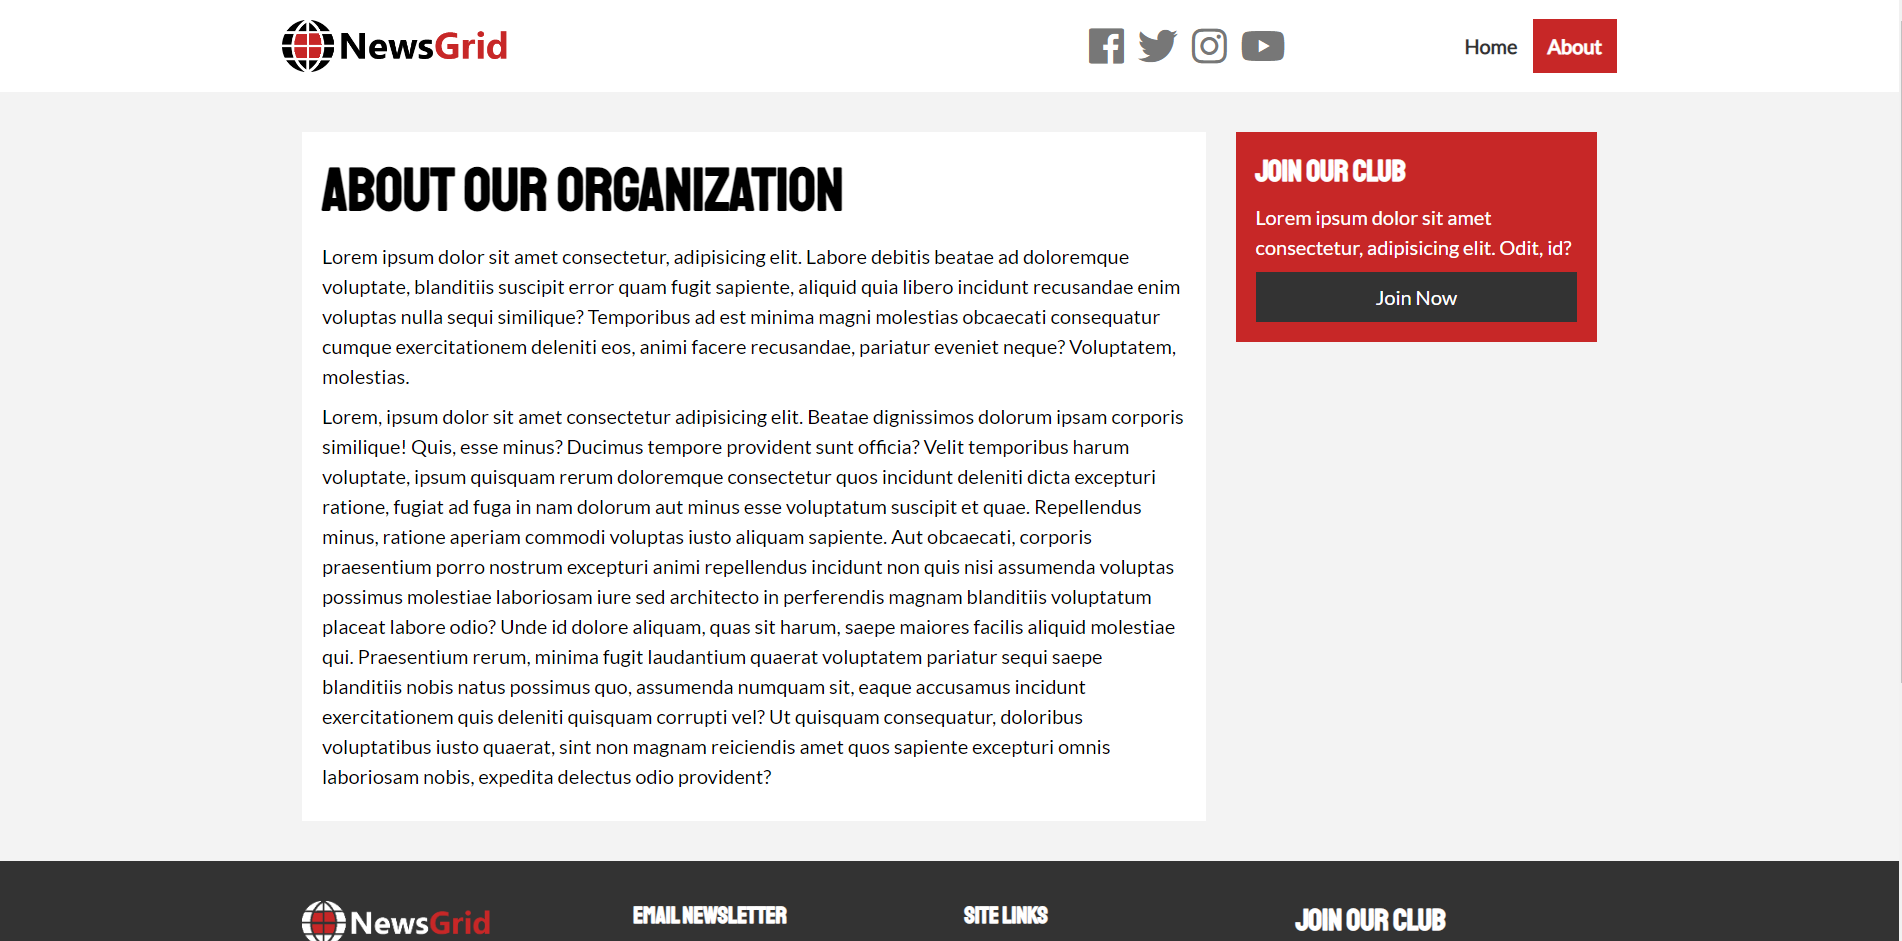 NewsGrid
Home
About
ABOUT OUR ORGANIZATION
Lorem ipsum dolor sit amet consectetur, adipisicing elit. Labore debitis beatae ad doloremque
voluptate, blanditiis suscipit error quam fugit sapiente, aliquid quia libero incidunt recusandae enim
voluptas nulla sequi similique? Temporibus ad est minima magni molestias obcaecati consequatur
cumque exercitationem deleniti eos, animi facere recusandae, pariatur eveniet neque? Voluptatem,
molestias.
Lorem, ipsum dolor sit amet consectetur adipisicing elit. Beatae dignissimos dolorum ipsam corporis
similique! Quis, esse minus? Ducimus tempore provident sunt officia? Velit temporibus harum
voluptate, ipsum quisquam rerum doloremque consectetur quos incidunt deleniti dicta excepturi
ratione, fugiat ad fuga in nam dolorum aut minus esse voluptatum suscipit et quae. Repellendus
minus, ratione aperiam commodi voluptas iusto aliquam sapiente. Aut obcaecati, corporis
praesentium porro nostrum excepturi animi repellendus incidunt non quis nisi assumenda voluptas
possimus molestiae laboriosam iure sed architecto in perferendis magnam blanditiis voluptatum
placeat labore odio? Unde id dolore aliquam, quas sit harum, saepe maiores facilis aliquid molestiae
qui. Praesentium rerum, minima fugit laudantium quaerat voluptatem pariatur sequi saepe
blanditiis nobis natus possimus quo, assumenda numquam sit, eaque accusamus incidunt
exercitationem quis deleniti quisquam corrupti vel? Ut quisquam consequatur, doloribus
voluptatibus iusto quaerat, sint non magnam reiciendis amet quos sapiente excepturi omnis
laboriosam nobis, expedita delectus odio provident?
JOIN OUR CLUB
Lorem ipsum dolor sit amet
consectetur, adipisicing elit. Odit, id?
Join Now
NewsGrid
EMAIL NEWSLETTER
SITE LINKS
JOIN OUR CLUB